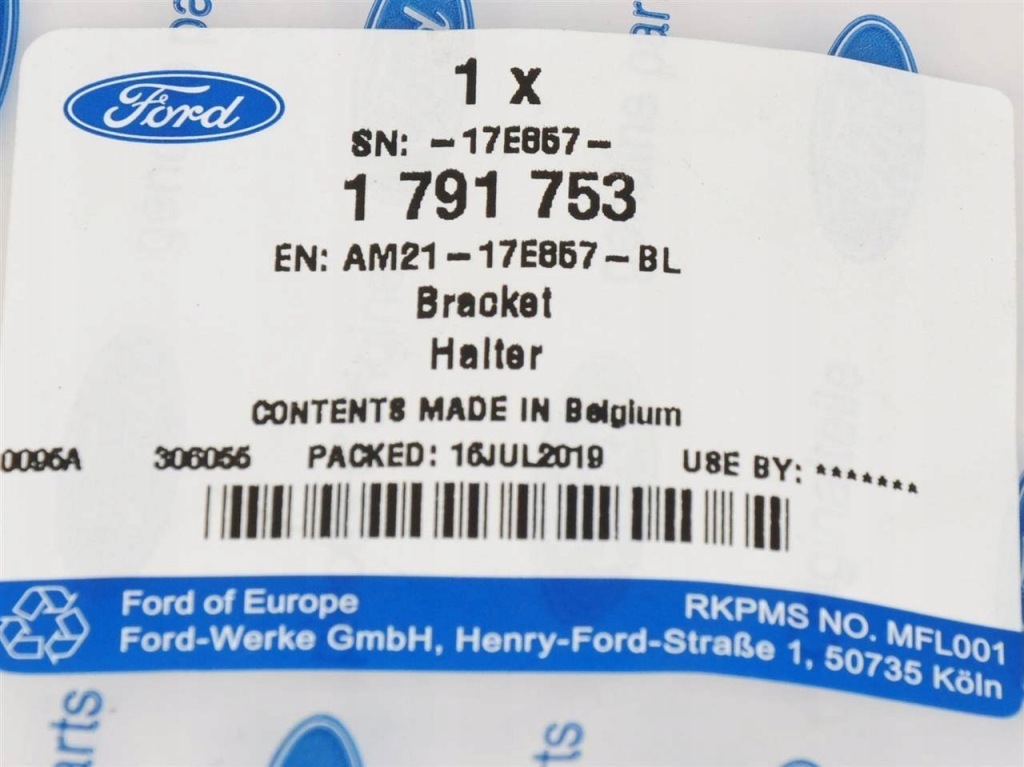 Ford
1 x
SN: -17E857-
1 791 753
EN: AM21-17E857-BL
Bracket
Halter
CONTENTS MADE IN Belgium
0095A 306055 PACKED: 16JUL2019 USE BY: *******
Ford of Europe
RKPMS NO. MFL001
Ford-Werke GmbH, Henry-Ford-Straße 1, 50735 Köln
arts